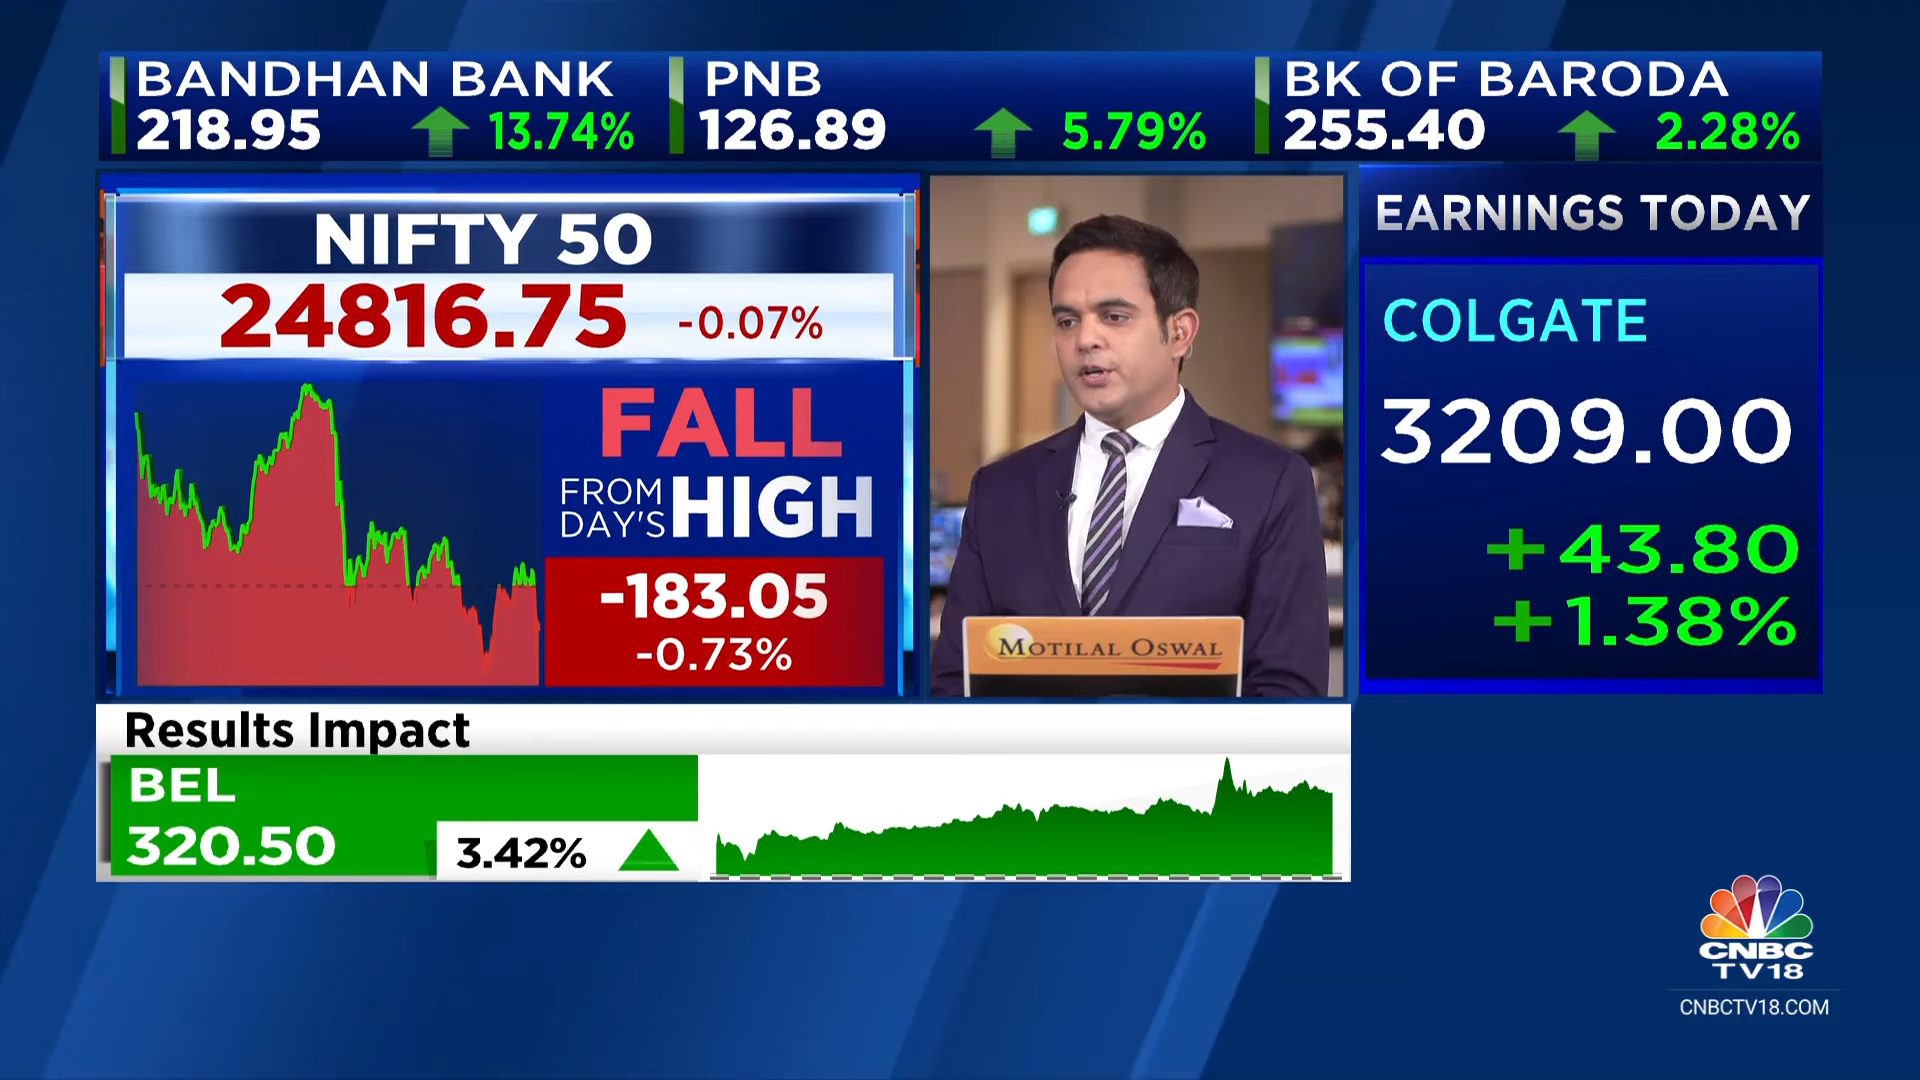 BANDHAN BANK
218.95 13.74%
PNB
126.89 5.79%
BK OF BARODA
255.40 2.28%
NIFTY 50
24816.75 -0.07%
FALL
FROM DAY'S HIGH
-183.05
-0.73%
MOTILAL OSWAL
EARNINGS TODAY
COLGATE
3209.00
+43.80
+1.38%
Results Impact
BEL
320.50 3.42%
CNBC
TV18
CNBCTV18.COM